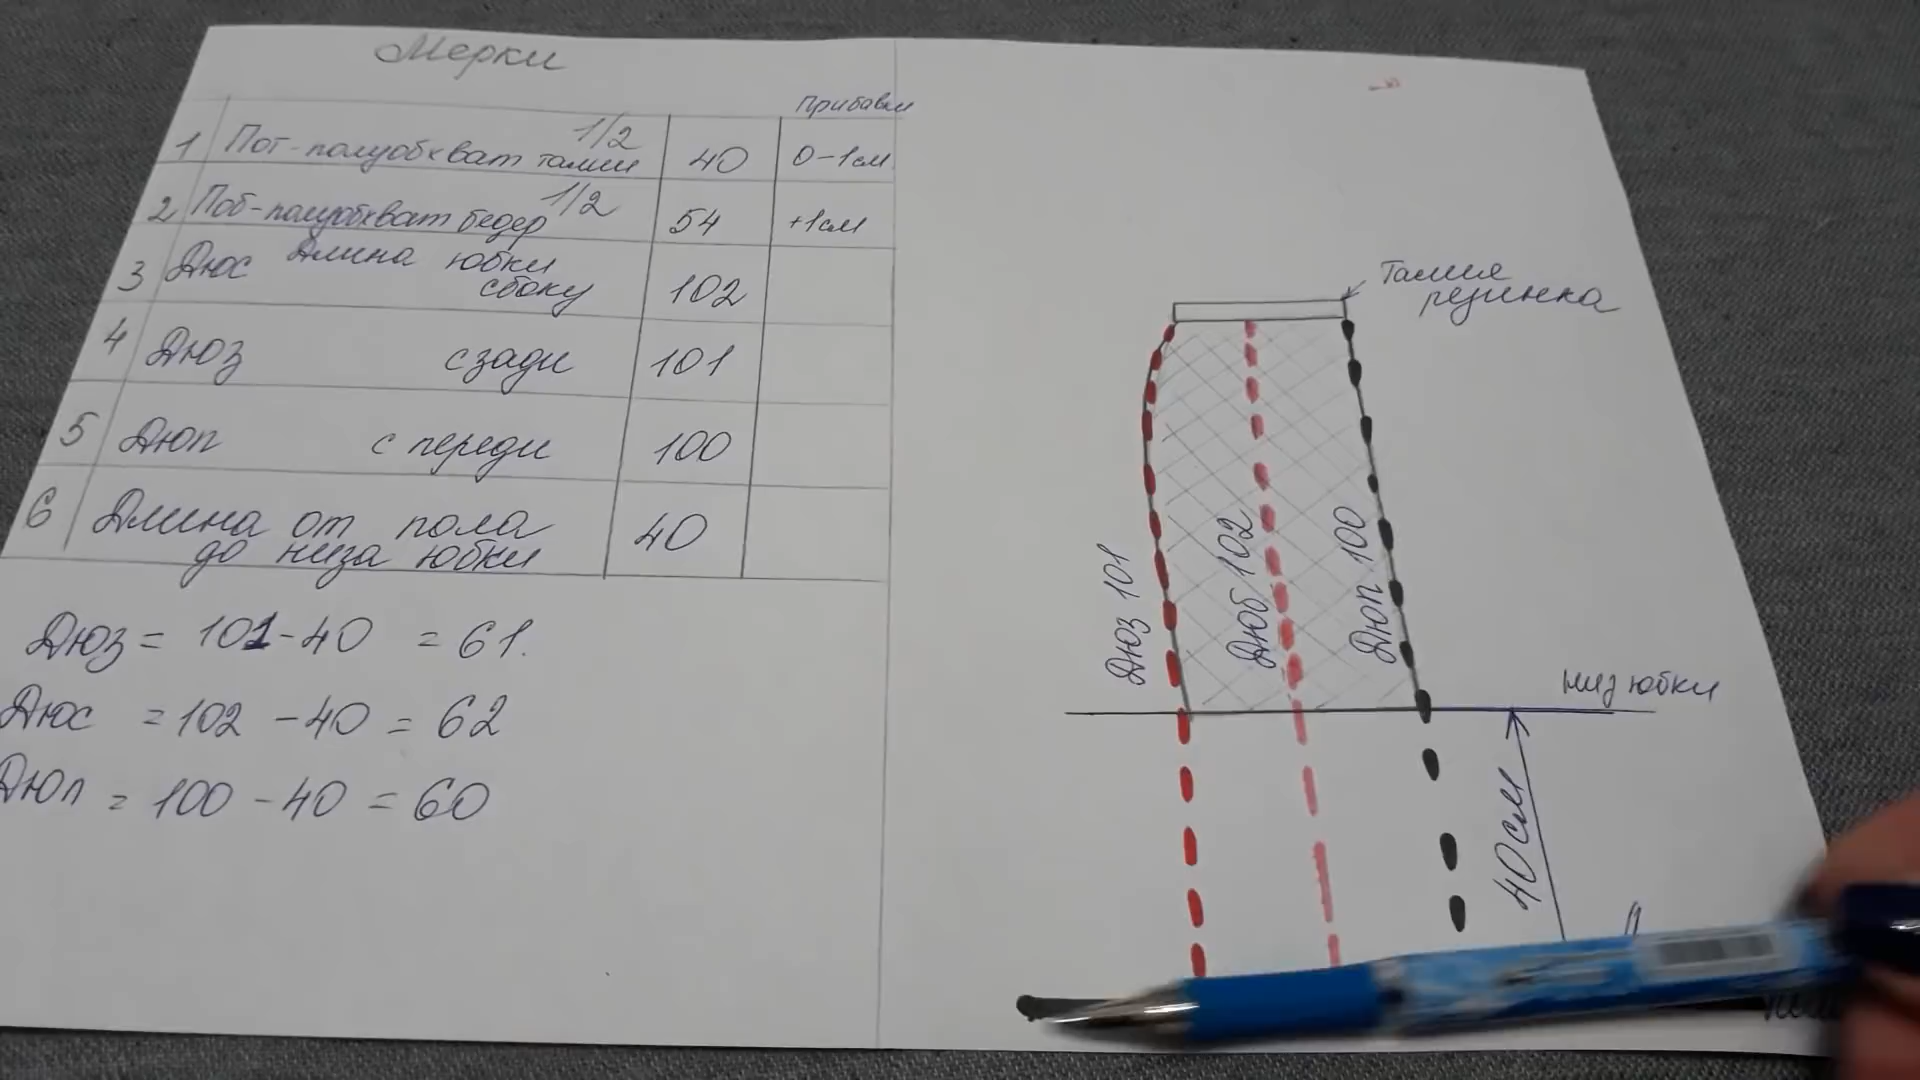 Мерки
Прибавки
1 Пот-полуобхват талии 1/2 40 0-1см
2 Поб-полуобхват бедер 1/2 54 +1см
3 Дюс Длина юбки
сбоку 102
4 Дюз сзади 101
5 Дюп с переди 100
6 Длина от пола
до низа юбки 40
Дюз = 101-40 = 61.
Дюс = 102 - 40 = 62
Дюп = 100 - 40 = 60
Талия
резинка
Дюз 101
Дюб 102
Дюп 100
низ юбки
40см